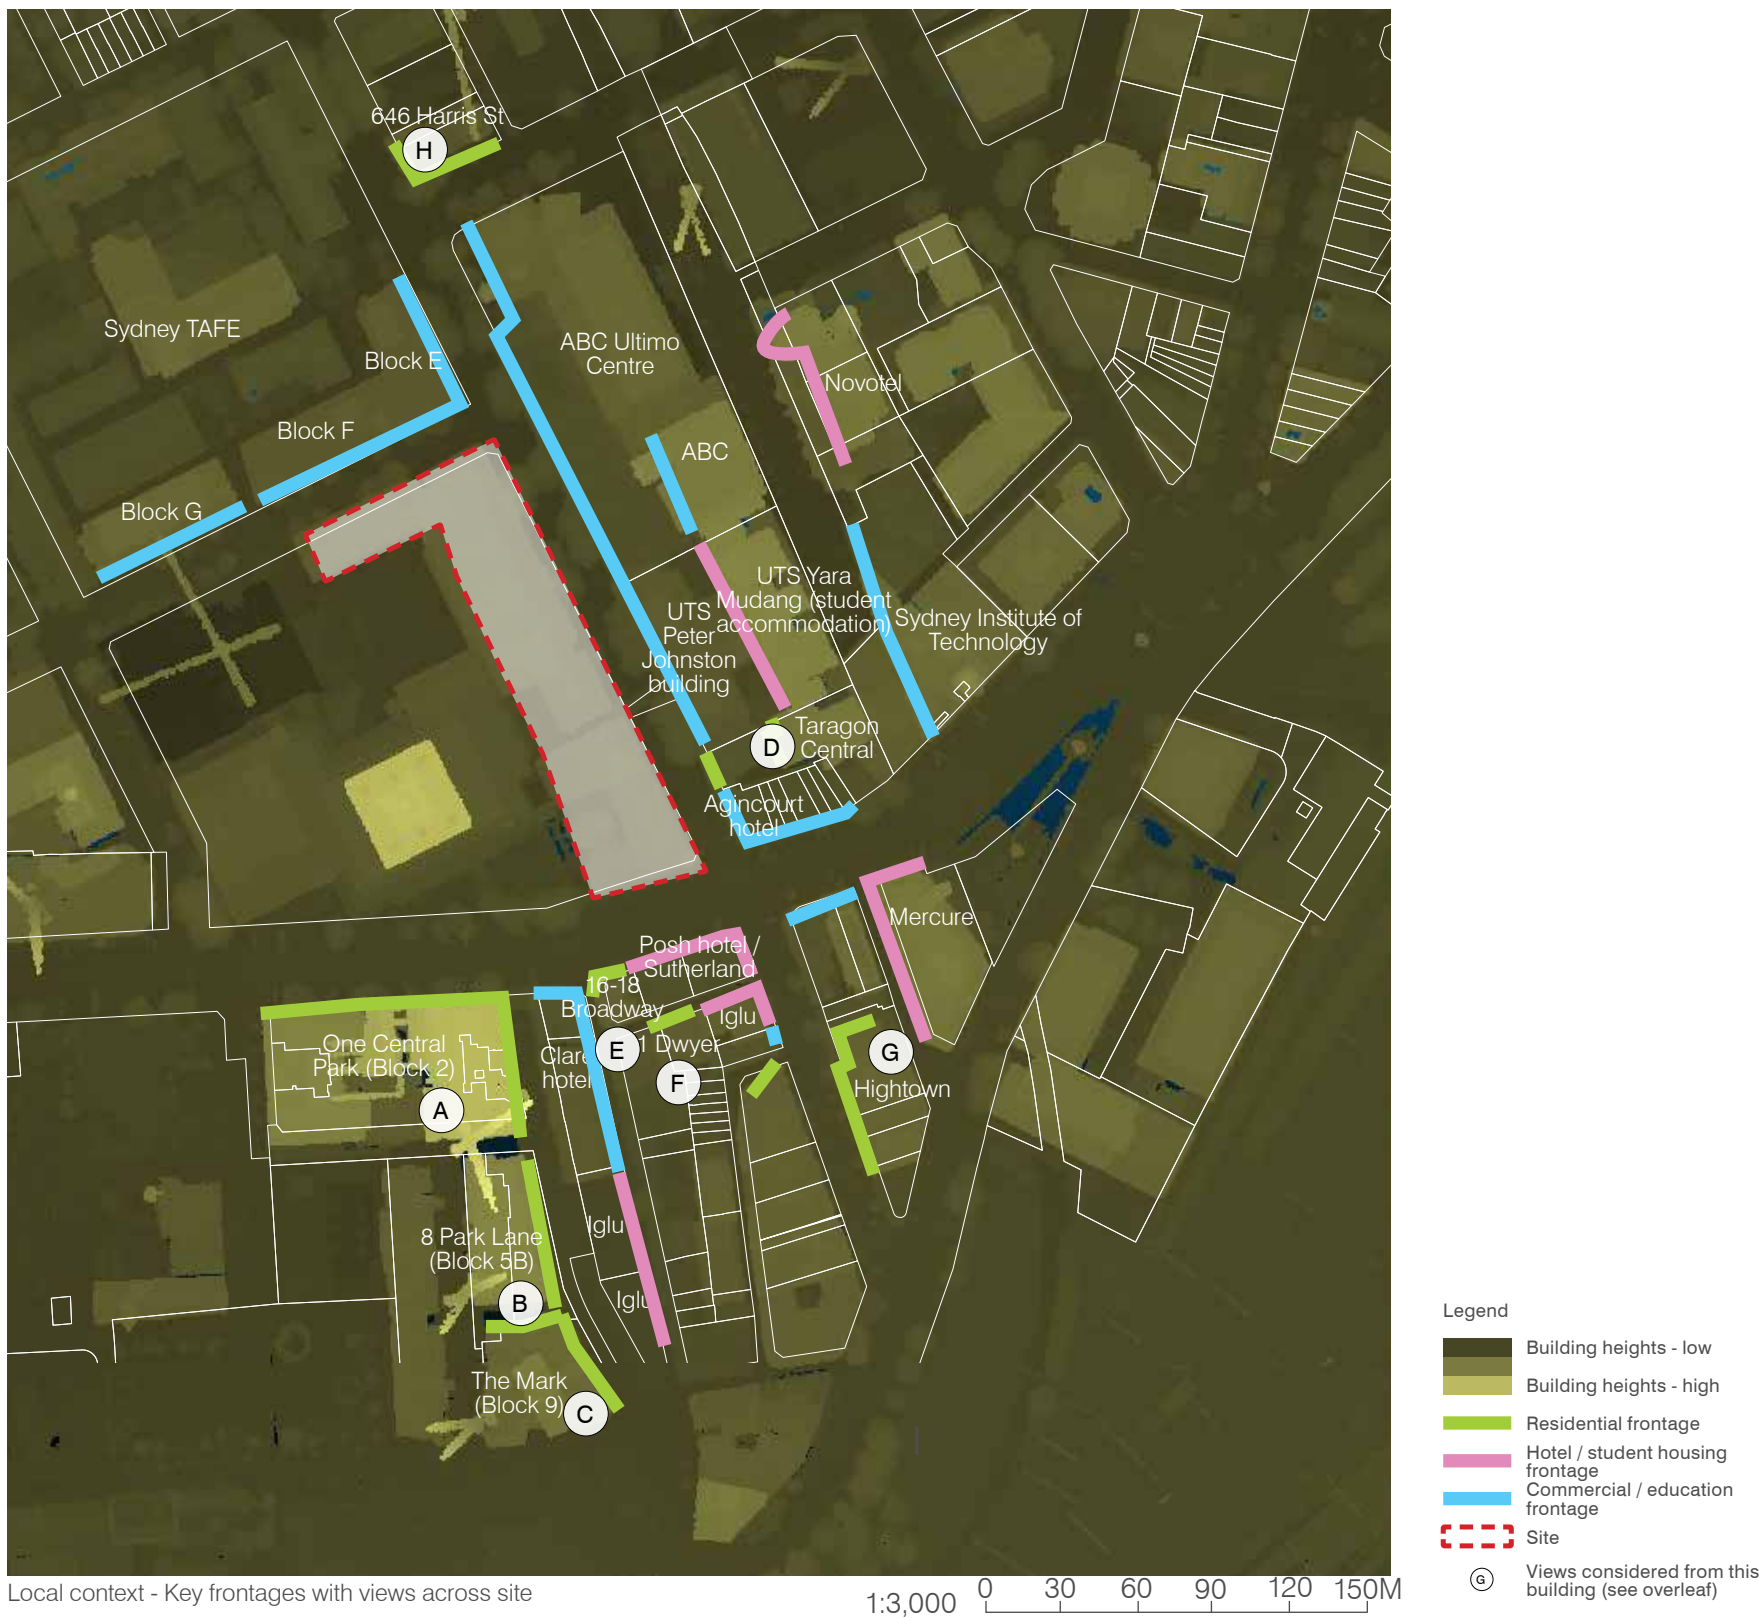 646 Harris St
H
Sydney TAFE
Block E
ABC Ultimo
Centre
Novotel
Block F
ABC
Block G
UTS Yara
Mudang (student
accommodation)
UTS
Peter
Johnston
building
Sydney Institute of
Technology
D
Taragon
Central
Agincourt
hotel
Mercure
Posh hotel /
Sutherland
16-18
Broadway
Iglu
One Central
Park (Block 2)
A
Clare
hotel
E
1 Dwyer
F
G
Hightown
8 Park Lane
(Block 5B)
B
Iglu
Iglu
The Mark
(Block 9)
C
Legend
Building heights - low
Building heights - high
Residential frontage
Hotel / student housing
frontage
Commercial / education
frontage
Site
G
Views considered from this
building (see overleaf)
Local context - Key frontages with views across site
1:3,000
0 30 60 90 120 150M